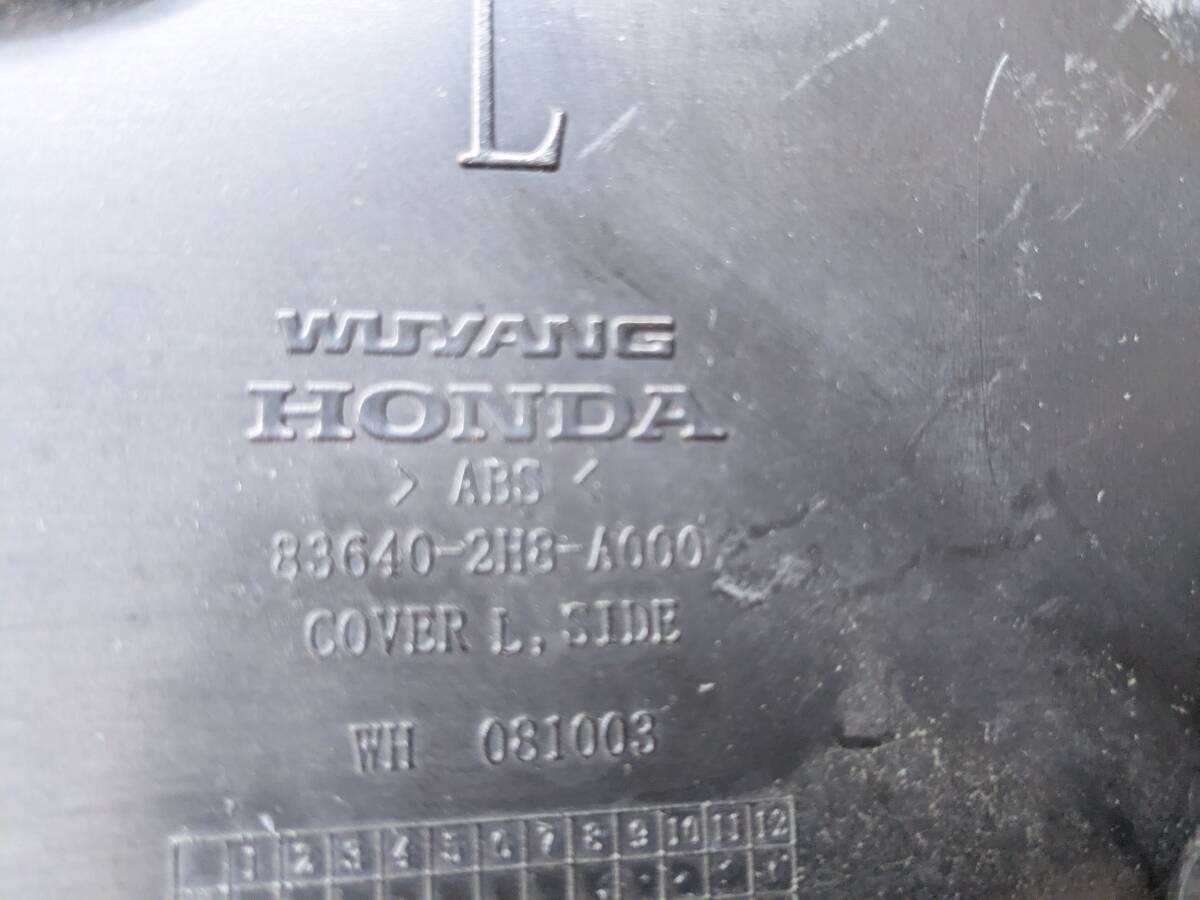 L
WUYANG
HONDA
> ABS <
83640-2H8-A000
COVER L, SIDE
WH 081003
1 2 3 4 5 6 7 8 9 10 11 12